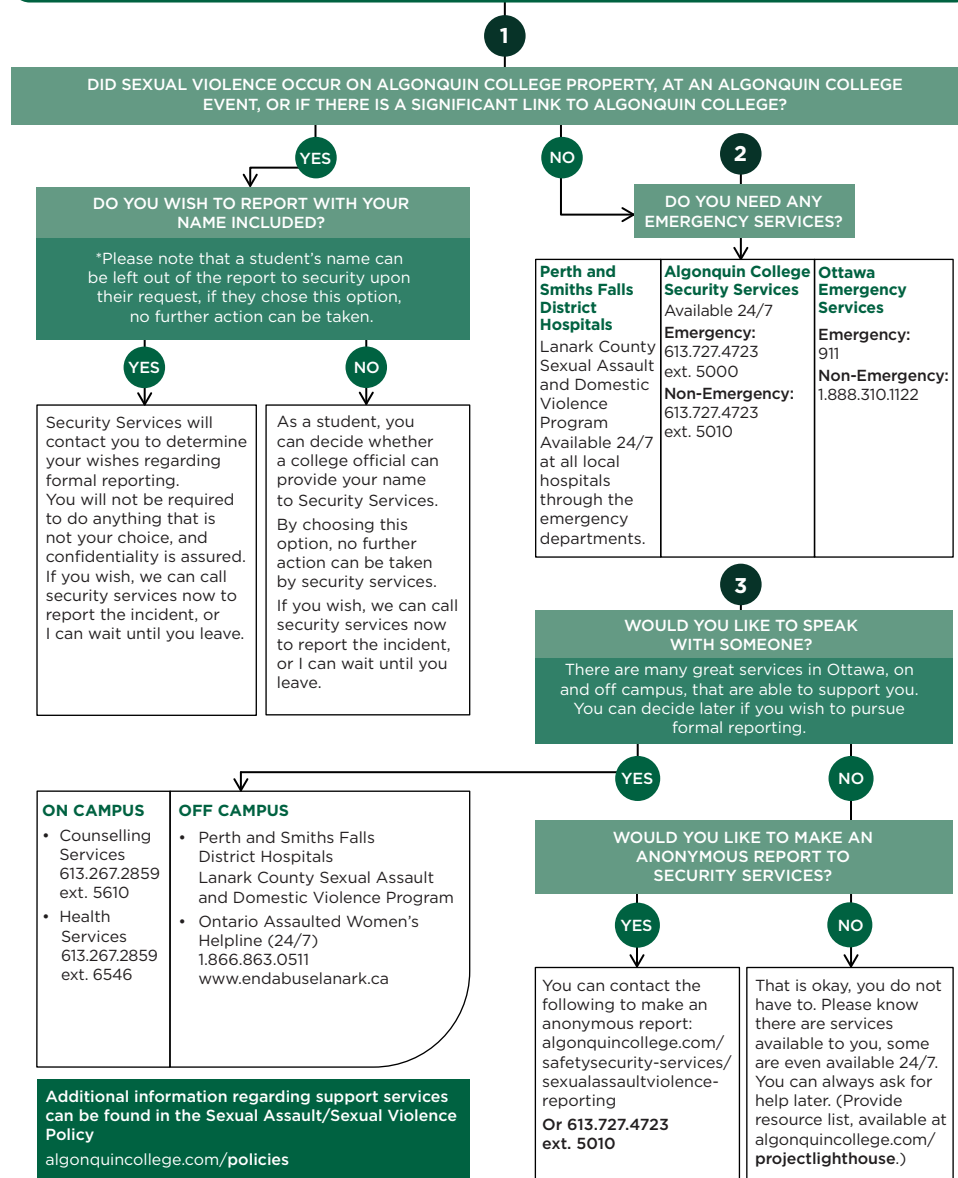 1
DID SEXUAL VIOLENCE OCCUR ON ALGONQUIN COLLEGE PROPERTY, AT AN ALGONQUIN COLLEGE
EVENT, OR IF THERE IS A SIGNIFICANT LINK TO ALGONQUIN COLLEGE?
YES
DO YOU WISH TO REPORT WITH YOUR
NAME INCLUDED?
*Please note that a student's name can
be left out of the report to security upon
their request, if they chose this option,
no further action can be taken.
YES
Security Services will
contact you to determine
your wishes regarding
formal reporting.
You will not be required
to do anything that is
not your choice, and
confidentiality is assured.
If you wish, we can call
security services now to
report the incident, or
I can wait until you leave.
NO
As a student, you
can decide whether
a college official can
provide your name
to Security Services.
By choosing this
option, no further
action can be taken
by security services.
If you wish, we can call
security services now
to report the incident,
or I can wait until you
leave.
NO
2
DO YOU NEED ANY
EMERGENCY SERVICES?
Perth and
Smiths Falls
District
Hospitals
Lanark County
Sexual Assault
and Domestic
Violence
Program
Available 24/7
at all local
hospitals
through the
emergency
departments.
Algonquin College
Security Services
Available 24/7
Emergency:
613.727.4723
ext. 5000
Non-Emergency:
613.727.4723
ext. 5010
Ottawa
Emergency
Services
Emergency:
911
Non-Emergency:
1.888.310.1122
3
WOULD YOU LIKE TO SPEAK
WITH SOMEONE?
There are many great services in Ottawa, on
and off campus, that are able to support you.
You can decide later if you wish to pursue
formal reporting.
YES
ON CAMPUS
• Counselling
Services
613.267.2859
ext. 5610
• Health
Services
613.267.2859
ext. 6546
OFF CAMPUS
• Perth and Smiths Falls
District Hospitals
Lanark County Sexual Assault
and Domestic Violence Program
• Ontario Assaulted Women's
Helpline (24/7)
1.866.863.0511
www.endabuselanark.ca
NO
WOULD YOU LIKE TO MAKE AN
ANONYMOUS REPORT TO
SECURITY SERVICES?
YES
You can contact the
following to make an
anonymous report:
algonquincollege.com/
safetysecurity-services/
sexualassaultviolence-
reporting
Or 613.727.4723
ext. 5010
NO
That is okay, you do not
have to. Please know
there are services
available to you, some
are even available 24/7.
You can always ask for
help later. (Provide
resource list, available at
algonquincollege.com/
projectlighthouse.)
Additional information regarding support services
can be found in the Sexual Assault/Sexual Violence
Policy
algonquincollege.com/policies